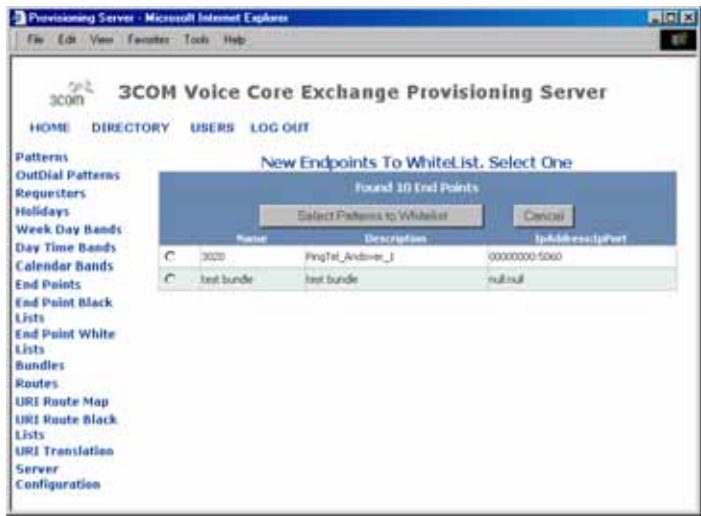 Provisioning Server - Microsoft Internet Explorer
File Edit View Favorites Tools Help
3com
3COM Voice Core Exchange Provisioning Server
HOME DIRECTORY USERS LOG OUT
Patterns
OutDial Patterns
Requestors
Holidays
Week Day Bands
Day Time Bands
Calendar Bands
End Points
End Point Black
Lists
End Point White
Lists
Bundles
Routes
URI Route Map
URI Route Black
Lists
URI Translation
Server
Configuration
New Endpoints To WhiteList. Select One
Found 10 End Points
Select Patterns to Whitelist Cancel
Name Description IpAddress:IpPort
3020 PingTel_Andover_1 00000000:5060
test bundle test bundle null:null